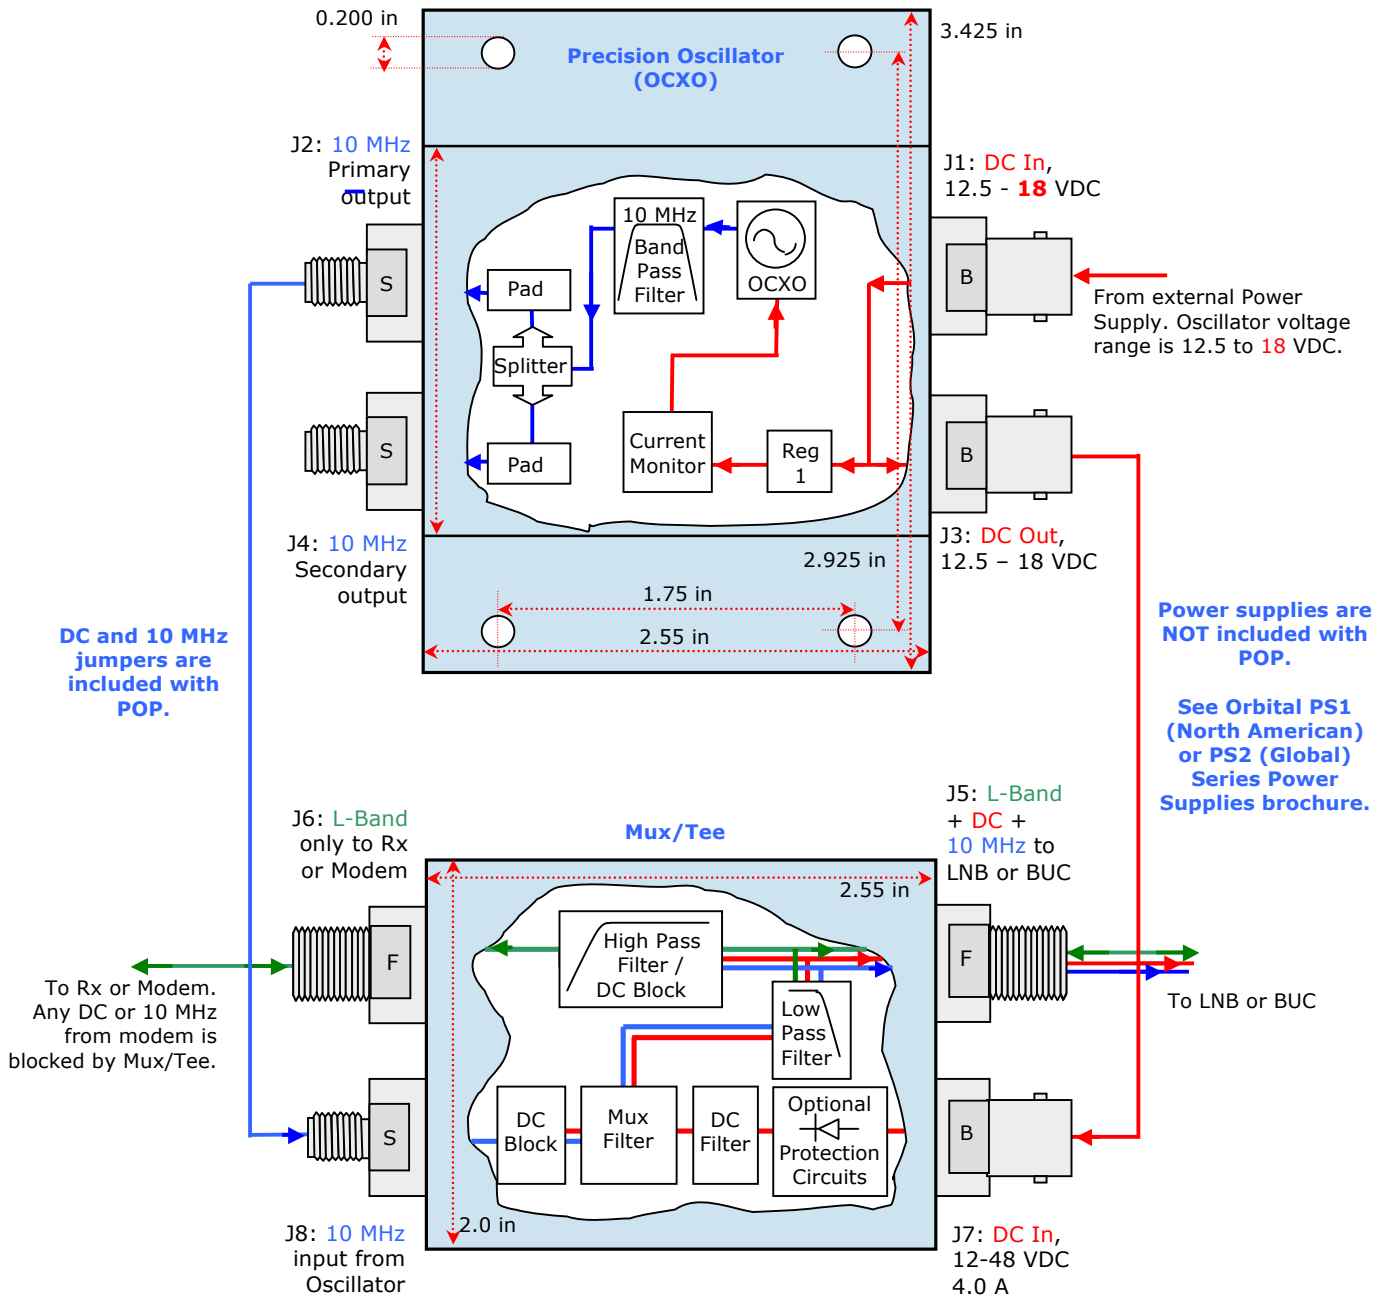 0.200 in
3.425 in
Precision Oscillator
(OCXO)
J2: 10 MHz
Primary
output
J1: DC In,
12.5 - 18 VDC
10 MHz
Band
Pass
Filter
OCXO
S
Pad
B
From external Power
Supply. Oscillator voltage
range is 12.5 to 18 VDC.
Splitter
S
Pad
Current
Monitor
Reg
1
B
J4: 10 MHz
Secondary
output
J3: DC Out,
12.5 – 18 VDC
2.925 in
1.75 in
2.55 in
DC and 10 MHz
jumpers are
included with
POP.
Power supplies are
NOT included with
POP.
See Orbital PS1
(North American)
or PS2 (Global)
Series Power
Supplies brochure.
J6: L-Band
only to Rx
or Modem
Mux/Tee
J5: L-Band
+ DC +
10 MHz to
LNB or BUC
2.55 in
F
High Pass
Filter /
DC Block
F
To Rx or Modem.
Any DC or 10 MHz
from modem is
blocked by Mux/Tee.
Low
Pass
Filter
To LNB or BUC
S
DC
Block
Mux
Filter
DC
Filter
Optional
Protection
Circuits
B
2.0 in
J8: 10 MHz
input from
Oscillator
J7: DC In,
12-48 VDC
4.0 A